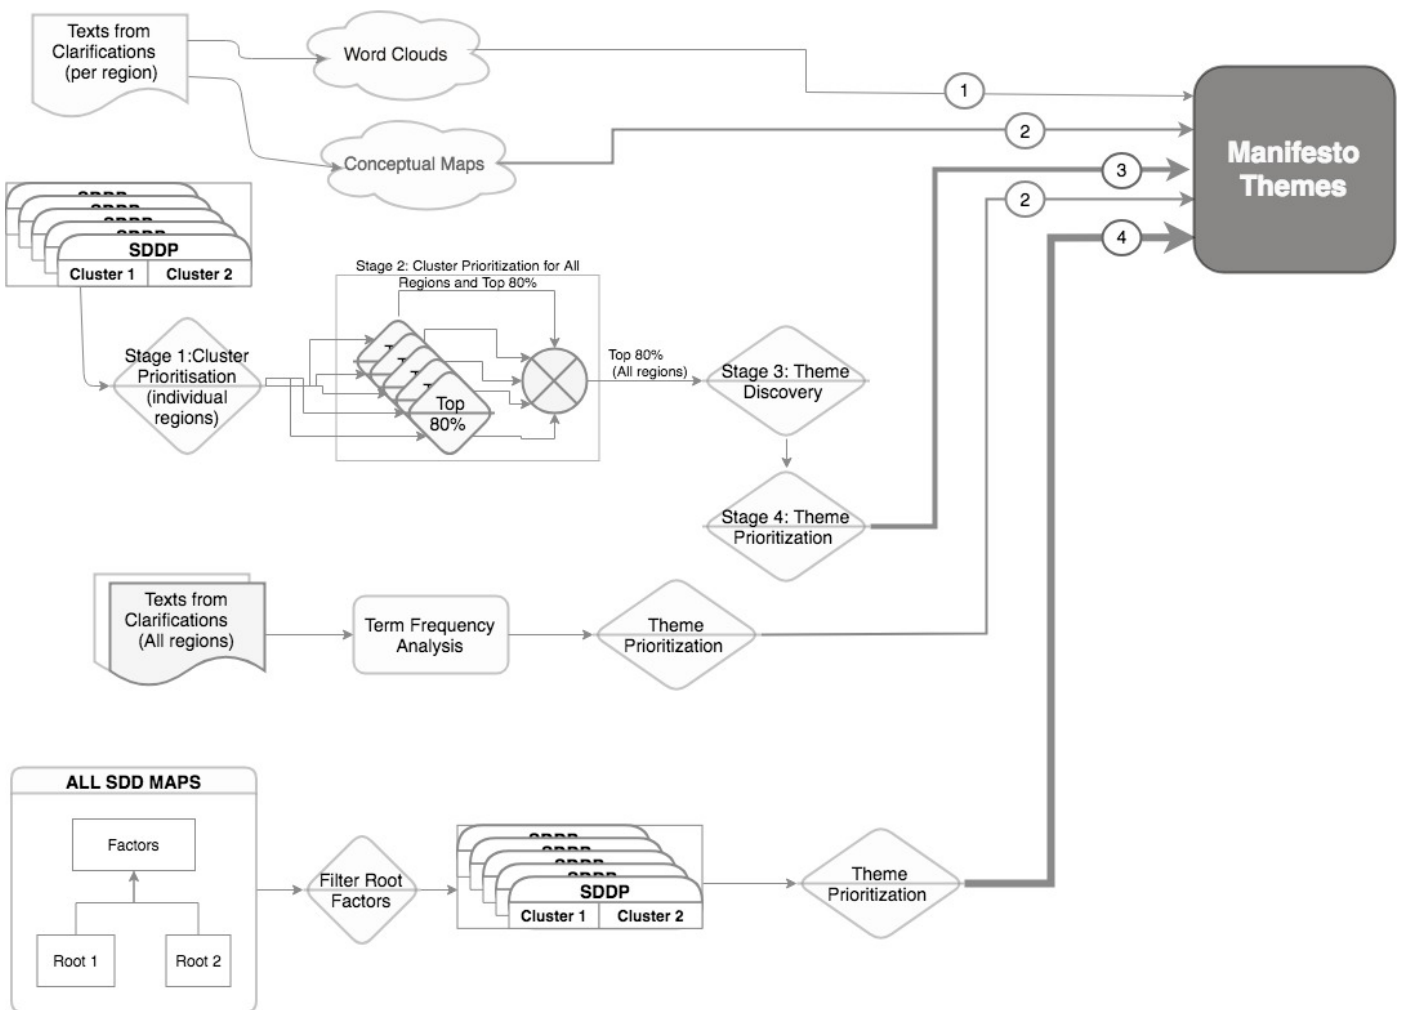 Texts from
Clarifications
(per region)
Word Clouds
1
2
Conceptual Maps
3
Manifesto
Themes
2
4
SDDP
Cluster 1
Cluster 2
Stage 2: Cluster Prioritization for All
Regions and Top 80%
Stage 1:Cluster
Prioritisation
(individual
regions)
Top
80%
Top 80%
(All regions)
Stage 3: Theme
Discovery
Stage 4: Theme
Prioritization
Texts from
Clarifications
(All regions)
Term Frequency
Analysis
Theme
Prioritization
ALL SDD MAPS
Factors
Root 1
Root 2
Filter Root
Factors
SDDP
Cluster 1
Cluster 2
Theme
Prioritization